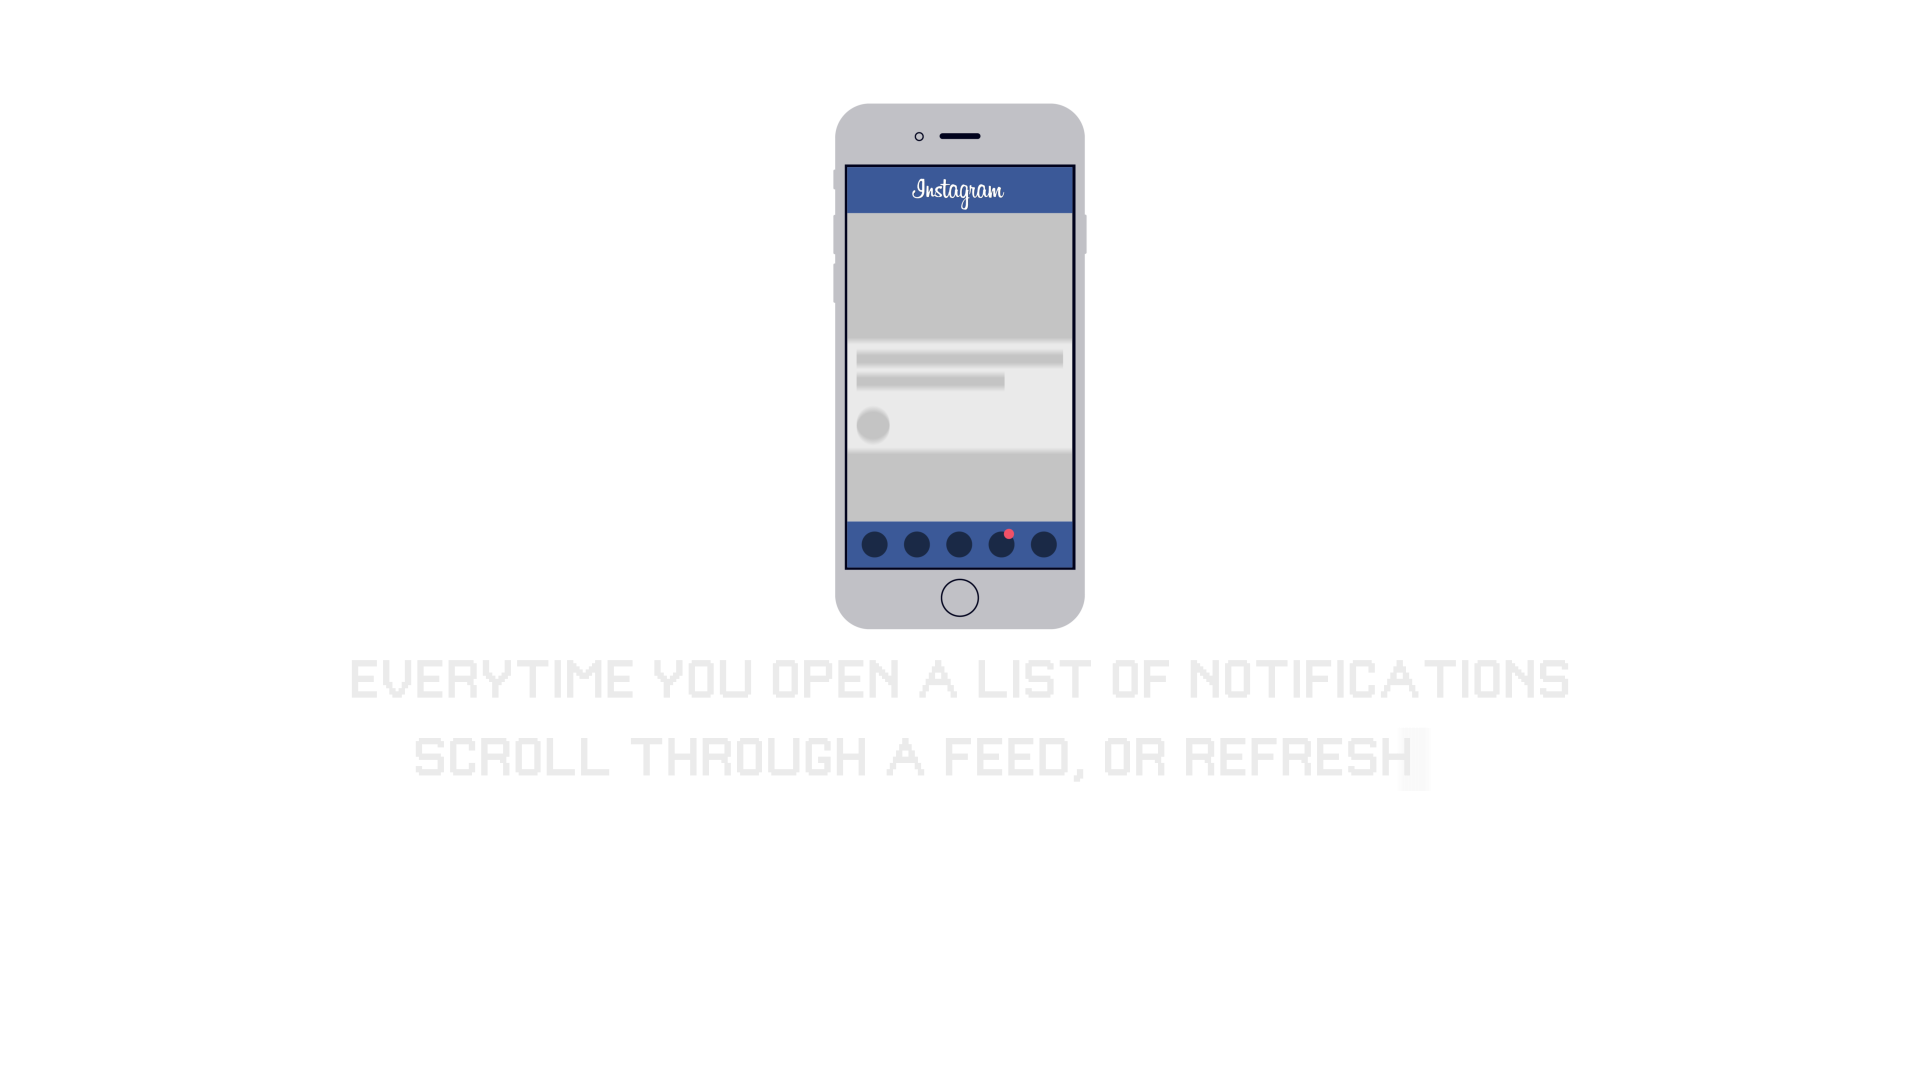 Instagram
EVERYTIME YOU OPEN A LIST OF NOTIFICATIONS
SCROLL THROUGH A FEED, OR REFRESH